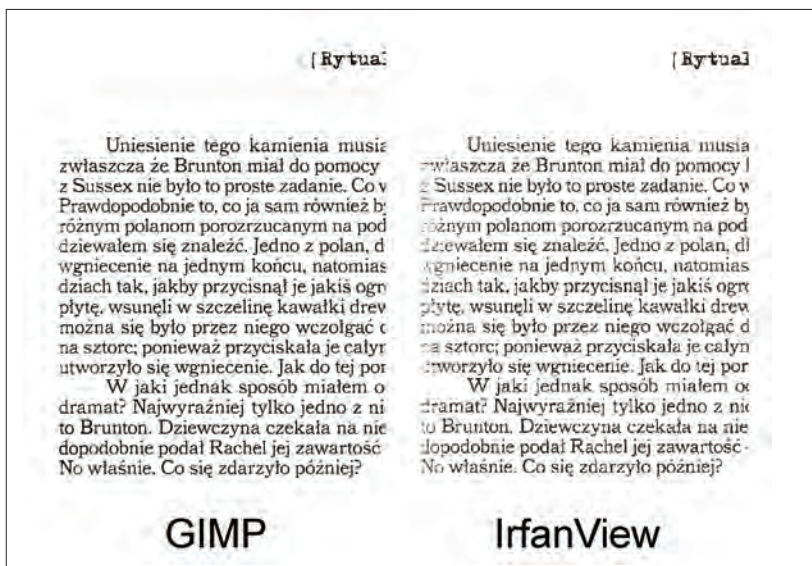 [Rytua
Uniesienie tego kamienia musia
zwłaszcza że Brunton miał do pomocy
z Sussex nie było to proste zadanie. Co w
Prawdopodobnie to, co ja sam również b
różnym polanom porozrzucanym na pod
dziewałem się znaleźć. Jedno z polan, d
wgniecenie na jednym końcu, natomias
dziach tak, jakby przycisnął je jakiś ogr
płytę, wsunęli w szczelinę kawałki drew
można się było przez niego wczołgać
na sztorc; ponieważ przyciskała je całyr
utworzyło się wgniecenie. Jak do tej por
W jaki jednak sposób miałem o
dramat? Najwyraźniej tylko jedno z ni
to Brunton. Dziewczyna czekała na nie
dopodobnie podał Rachel jej zawartość
No właśnie. Co się zdarzyło później?
GIMP
[Rytual
Uniesienie tego kamienia musia
zwłaszcza że Brunton miał do pomocy
z Sussex nie było to proste zadanie. Co w
Prawdopodobnie to, co ja sam również by
różnym polanom porozrzucanym na pod
dziewałem się znaleźć. Jedno z polan, dł
wgniecenie na jednym końcu, natomias
dziach tak, jakby przycisnął je jakiś ogr
płytę, wsunęli w szczelinę kawałki drew
można się było przez niego wczołgać d
na sztorc; ponieważ przyciskała je całyn
utworzyło się wgniecenie. Jak do tej por
W jaki jednak sposób miałem
dramat? Najwyraźniej tylko jedno z nic
to Brunton. Dziewczyna czekała na nie
dopodobnie podał Rachel jej zawartość
No właśnie. Co się zdarzyło później?
IrfanView